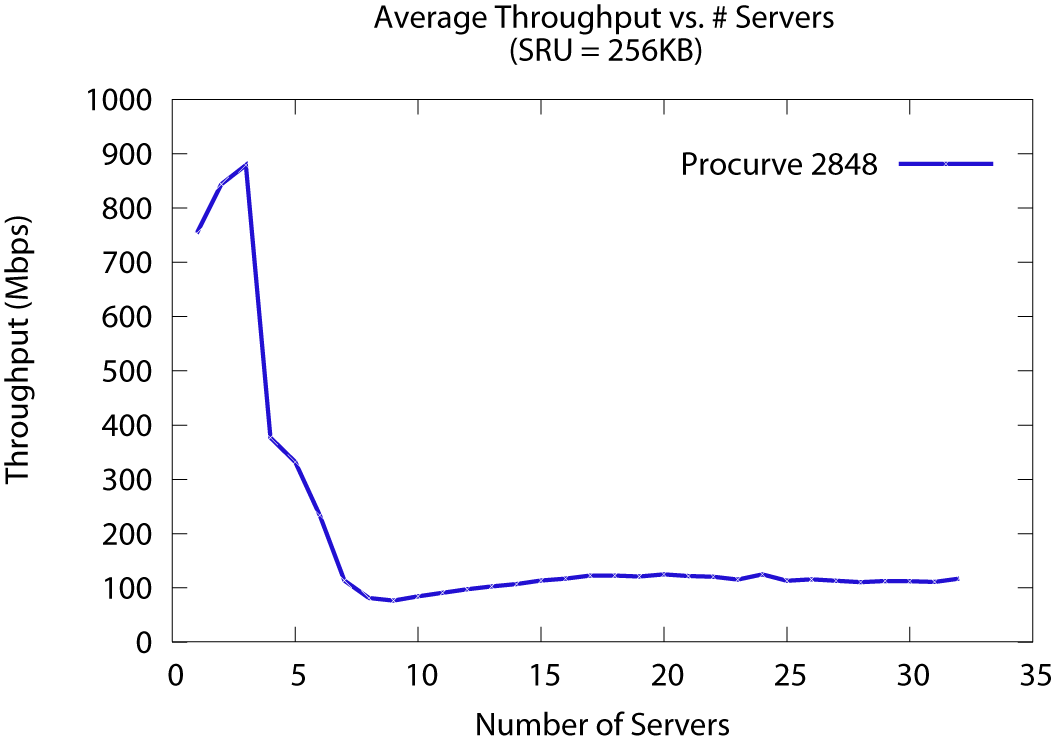 Average Throughput vs. # Servers
(SRU = 256KB)
1000
900
800
700
600
500
400
300
200
100
0
Throughput (Mbps)
Procurve 2848
0 5 10 15 20 25 30 35
Number of Servers